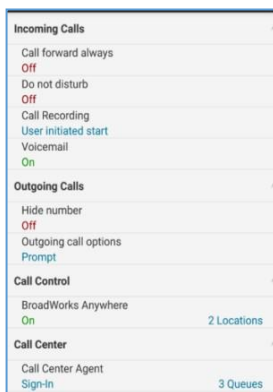 Incoming Calls
Call forward always
Off
Do not disturb
Off
Call Recording
User initiated start
Voicemail
On
Outgoing Calls
Hide number
Off
Outgoing call options
Prompt
Call Control
BroadWorks Anywhere
On 2 Locations
Call Center
Call Center Agent
Sign-In 3 Queues